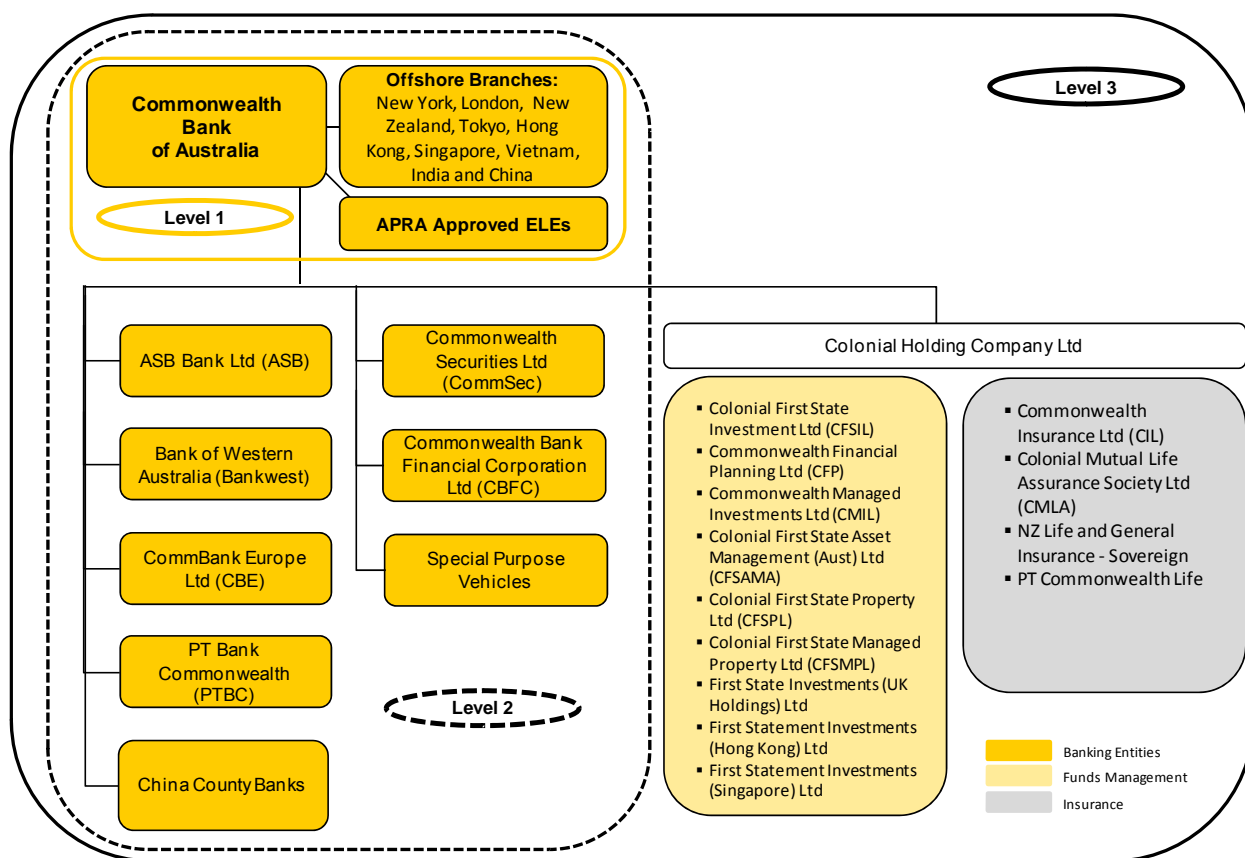 Commonwealth
Bank
of Australia
Offshore Branches:
New York, London, New
Zealand, Tokyo, Hong
Kong, Singapore, Vietnam,
India and China
Level 3
Level 1
APRA Approved ELEs
ASB Bank Ltd (ASB)
Commonwealth
Securities Ltd
(CommSec)
Colonial Holding Company Ltd
Bank of Western
Australia (Bankwest)
Commonwealth Bank
Financial Corporation
Ltd (CBFC)
CommBank Europe
Ltd (CBE)
Special Purpose
Vehicles
PT Bank
Commonwealth
(PTBC)
Level 2
China County Banks
▪ Colonial First State
Investment Ltd (CFSIL)
▪ Commonwealth Financial
Planning Ltd (CFP)
▪ Commonwealth Managed
Investments Ltd (CMIL)
▪ Colonial First State Asset
Management (Aust) Ltd
(CFSAMA)
▪ Colonial First State Property
Ltd (CFSPL)
▪ Colonial First State Managed
Property Ltd (CFSMPL)
▪ First State Investments (UK
Holdings) Ltd
▪ First Statement Investments
(Hong Kong) Ltd
▪ First Statement Investments
(Singapore) Ltd
▪ Commonwealth
Insurance Ltd (CIL)
▪ Colonial Mutual Life
Assurance Society Ltd
(CMLA)
▪ NZ Life and General
Insurance - Sovereign
▪ PT Commonwealth Life
Banking Entities
Funds Management
Insurance